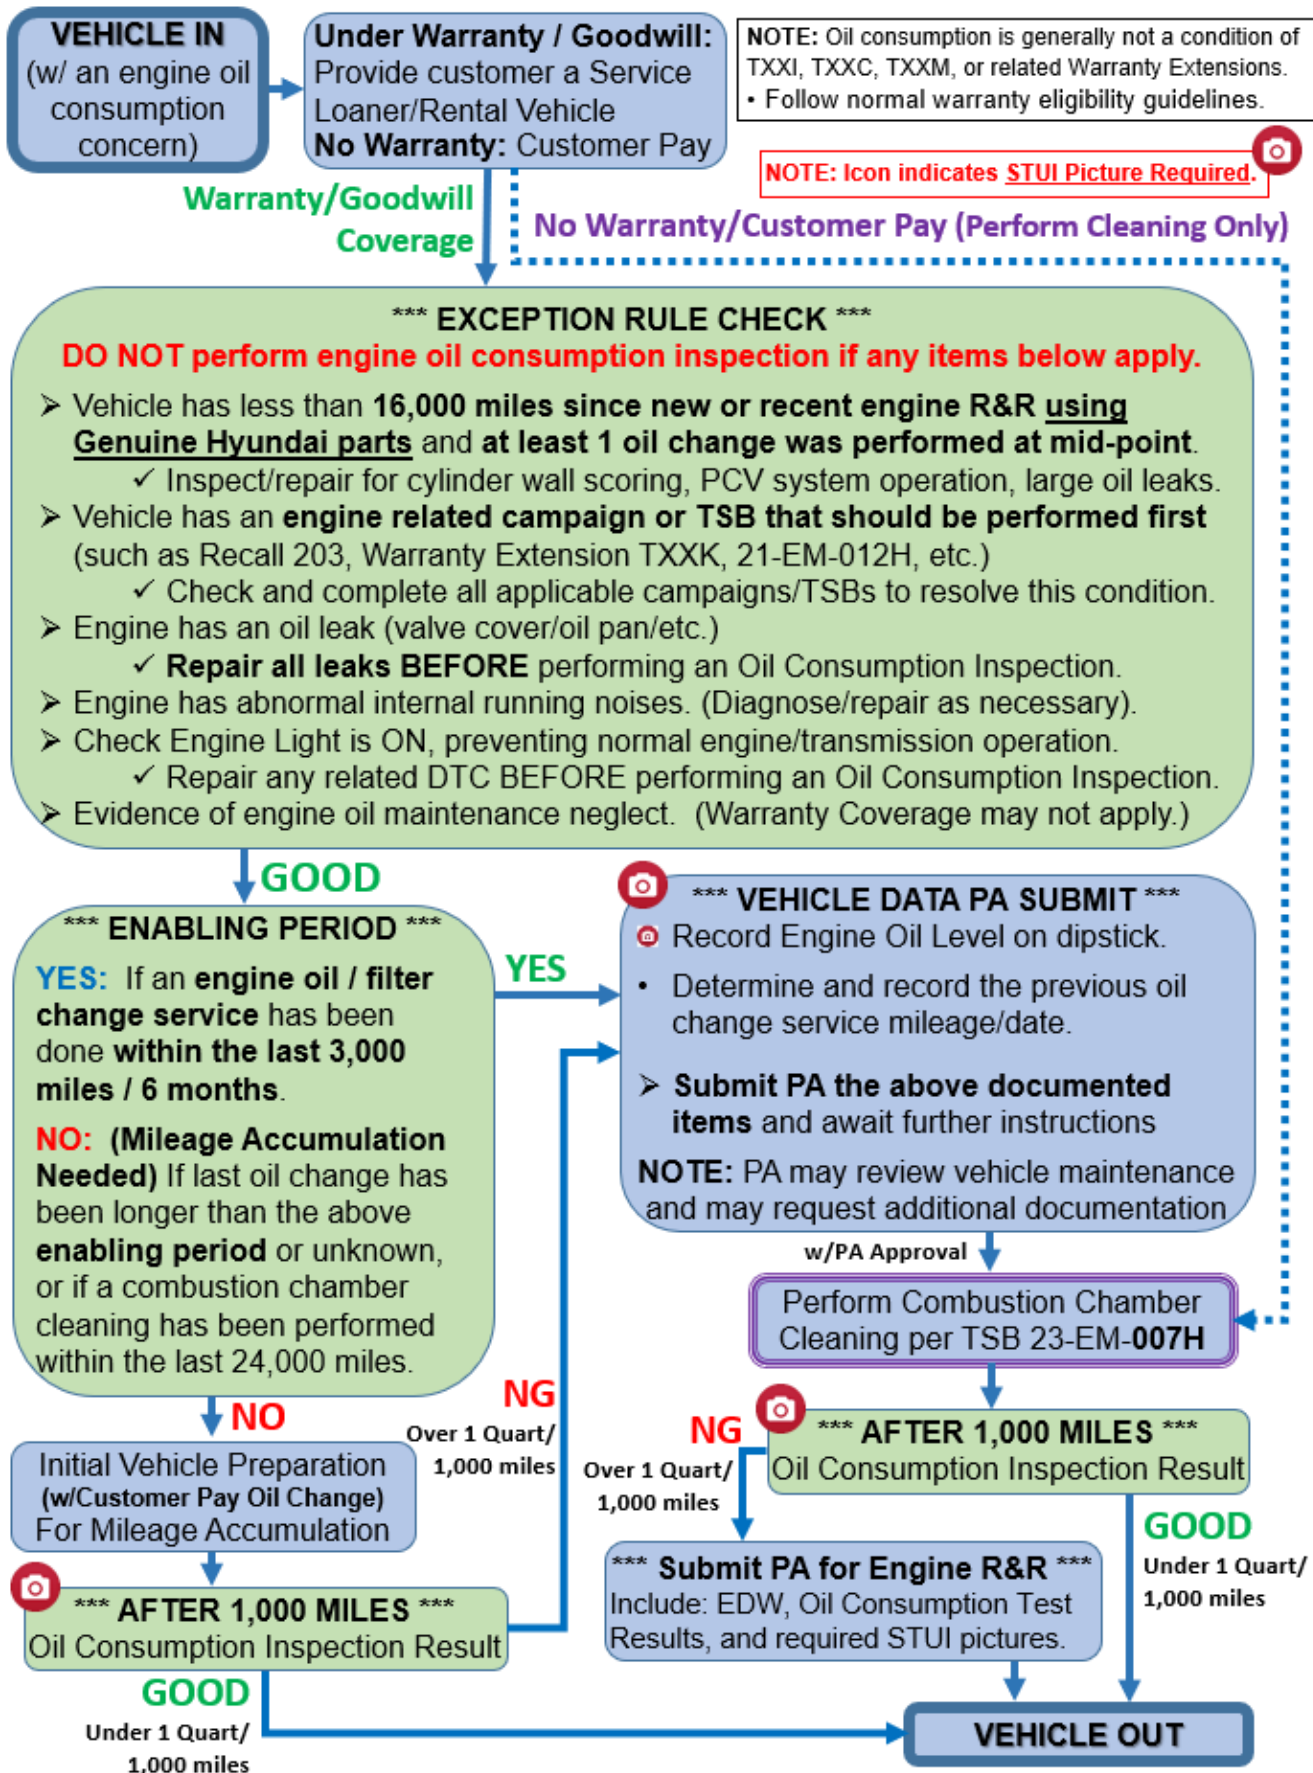 VEHICLE IN
(w/ an engine oil
consumption
concern)
Under Warranty / Goodwill:
Provide customer a Service
Loaner/Rental Vehicle
No Warranty: Customer Pay
NOTE: Oil consumption is generally not a condition of
TXXI, TXXC, TXXM, or related Warranty Extensions.
• Follow normal warranty eligibility guidelines.
NOTE: Icon indicates STUI Picture Required.
Warranty/Goodwill
Coverage
No Warranty/Customer Pay (Perform Cleaning Only)
*** EXCEPTION RULE CHECK ***
DO NOT perform engine oil consumption inspection if any items below apply.
➢ Vehicle has less than 16,000 miles since new or recent engine R&R using
Genuine Hyundai parts and at least 1 oil change was performed at mid-point.
✓ Inspect/repair for cylinder wall scoring, PCV system operation, large oil leaks.
➢ Vehicle has an engine related campaign or TSB that should be performed first
(such as Recall 203, Warranty Extension TXXK, 21-EM-012H, etc.)
✓ Check and complete all applicable campaigns/TSBs to resolve this condition.
➢ Engine has an oil leak (valve cover/oil pan/etc.)
✓ Repair all leaks BEFORE performing an Oil Consumption Inspection.
➢ Engine has abnormal internal running noises. (Diagnose/repair as necessary).
➢ Check Engine Light is ON, preventing normal engine/transmission operation.
✓ Repair any related DTC BEFORE performing an Oil Consumption Inspection.
➢ Evidence of engine oil maintenance neglect. (Warranty Coverage may not apply.)
GOOD
*** ENABLING PERIOD ***
YES: If an engine oil / filter
change service has been
done within the last 3,000
miles / 6 months.
NO: (Mileage Accumulation
Needed) If last oil change has
been longer than the above
enabling period or unknown,
or if a combustion chamber
cleaning has been performed
within the last 24,000 miles.
YES
*** VEHICLE DATA PA SUBMIT ***
Record Engine Oil Level on dipstick.
• Determine and record the previous oil
change service mileage/date.
➢ Submit PA the above documented
items and await further instructions
NOTE: PA may review vehicle maintenance
and may request additional documentation
w/PA Approval
Perform Combustion Chamber
Cleaning per TSB 23-EM-007H
NO
NG
Over 1 Quart/
1,000 miles
Initial Vehicle Preparation
(w/Customer Pay Oil Change)
For Mileage Accumulation
*** AFTER 1,000 MILES ***
Oil Consumption Inspection Result
NG
Over 1 Quart/
1,000 miles
GOOD
Under 1 Quart/
1,000 miles
*** Submit PA for Engine R&R ***
Include: EDW, Oil Consumption Test
Results, and required STUI pictures.
*** AFTER 1,000 MILES ***
Oil Consumption Inspection Result
GOOD
Under 1 Quart/
1,000 miles
VEHICLE OUT